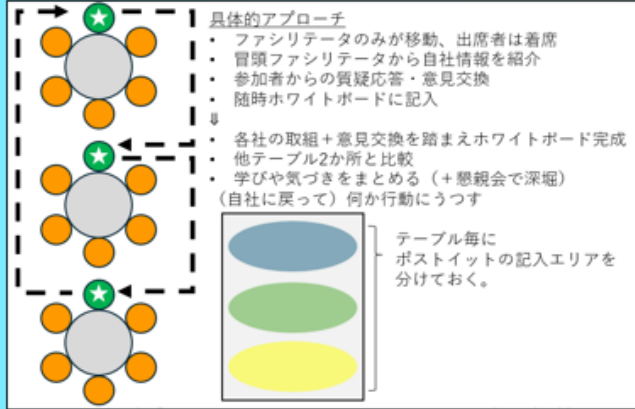 具体的アプローチ
• ファシリテータのみが移動、出席者は着席
• 冒頭ファシリテータから自社情報を紹介
• 参加者からの質疑応答・意見交換
• 随時ホワイトボードに記入
⇓
• 各社の取組＋意見交換を踏まえホワイトボード完成
• 他テーブル2か所と比較
• 学びや気づきをまとめる（＋懇親会で深堀）
（自社に戻って）何か行動にうつす
テーブル毎に
ポストイットの記入エリアを
分けておく。